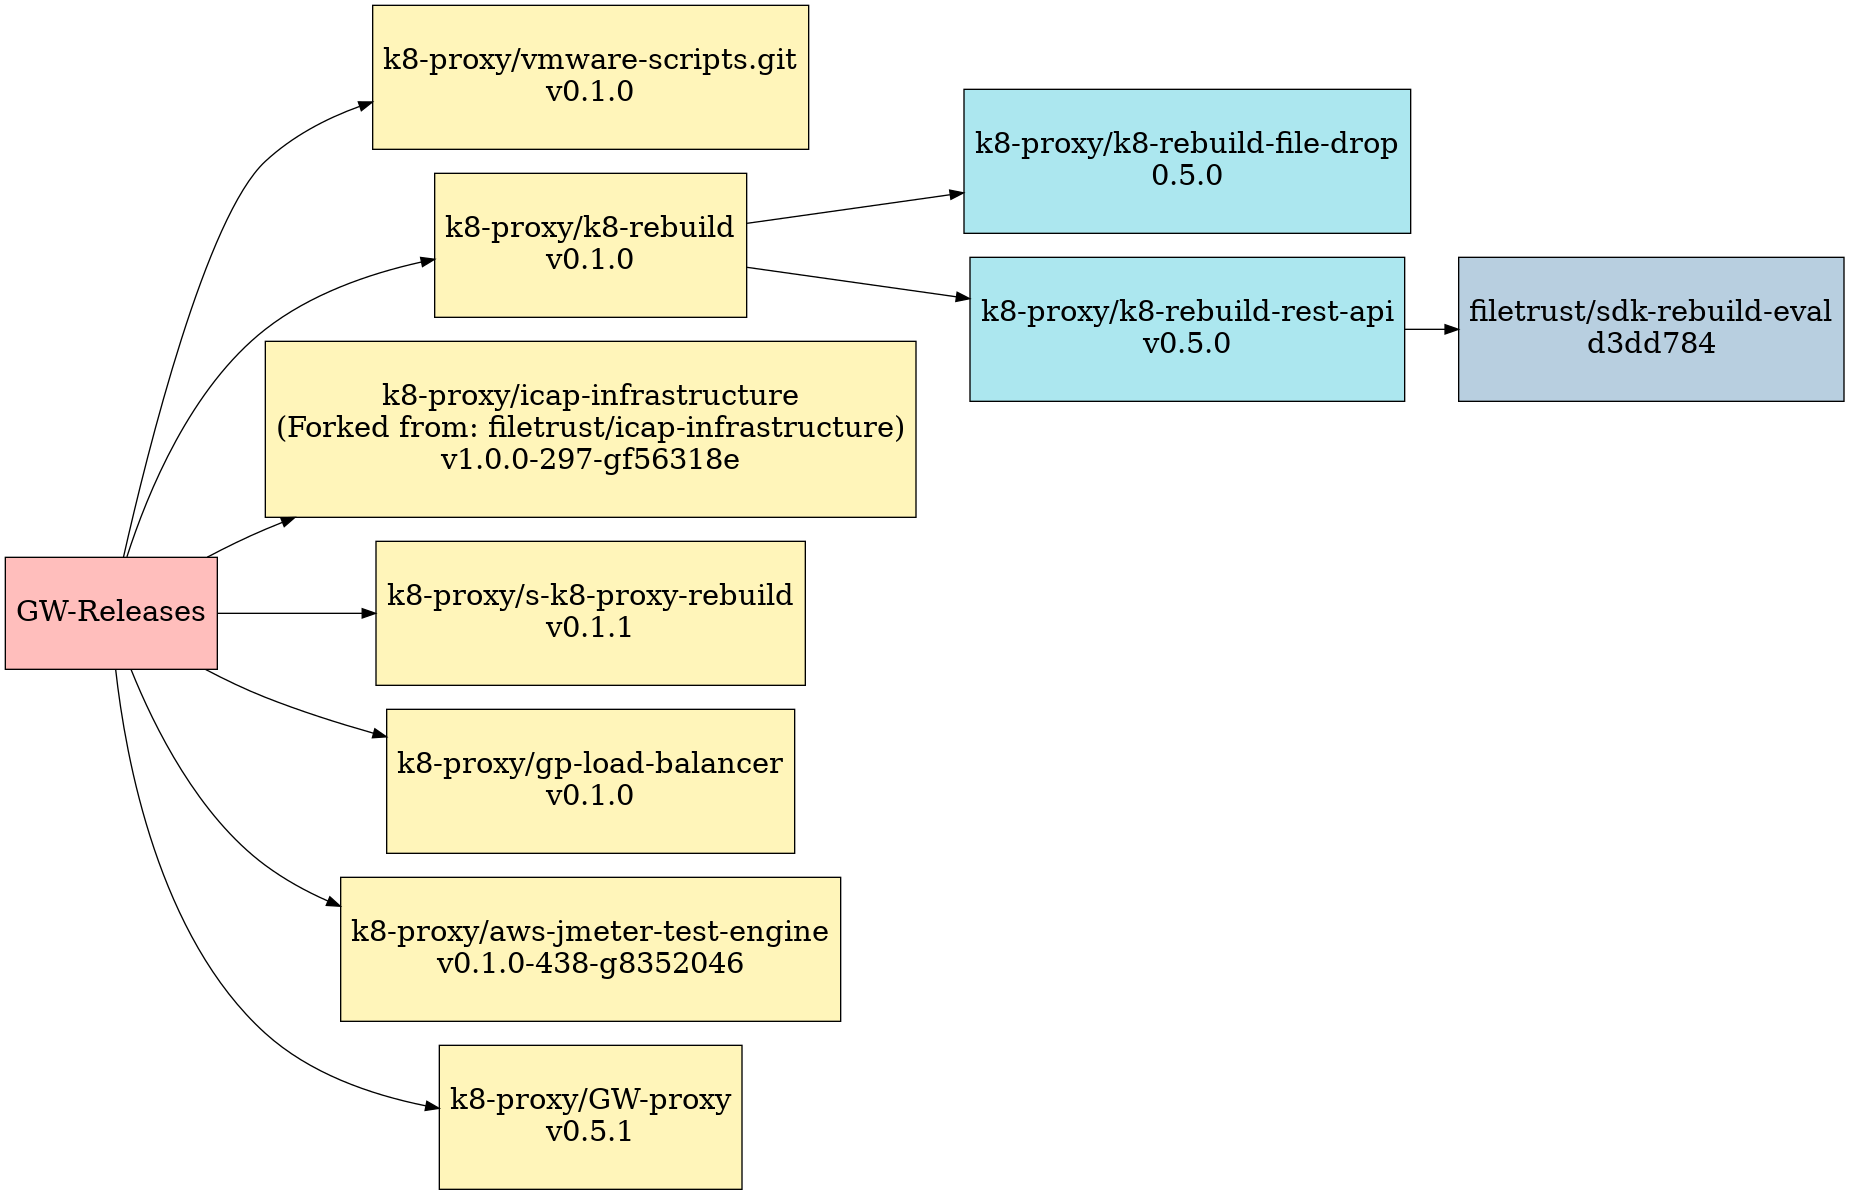 k8-proxy/vmware-scripts.git
v0.1.0
k8-proxy/k8-rebuild-file-drop
0.5.0
k8-proxy/k8-rebuild
v0.1.0
k8-proxy/k8-rebuild-rest-api
v0.5.0
filetrust/sdk-rebuild-eval
d3dd784
k8-proxy/icap-infrastructure
(Forked from: filetrust/icap-infrastructure)
v1.0.0-297-gf56318e
GW-Releases
k8-proxy/s-k8-proxy-rebuild
v0.1.1
k8-proxy/gp-load-balancer
v0.1.0
k8-proxy/aws-jmeter-test-engine
v0.1.0-438-g8352046
k8-proxy/GW-proxy
v0.5.1